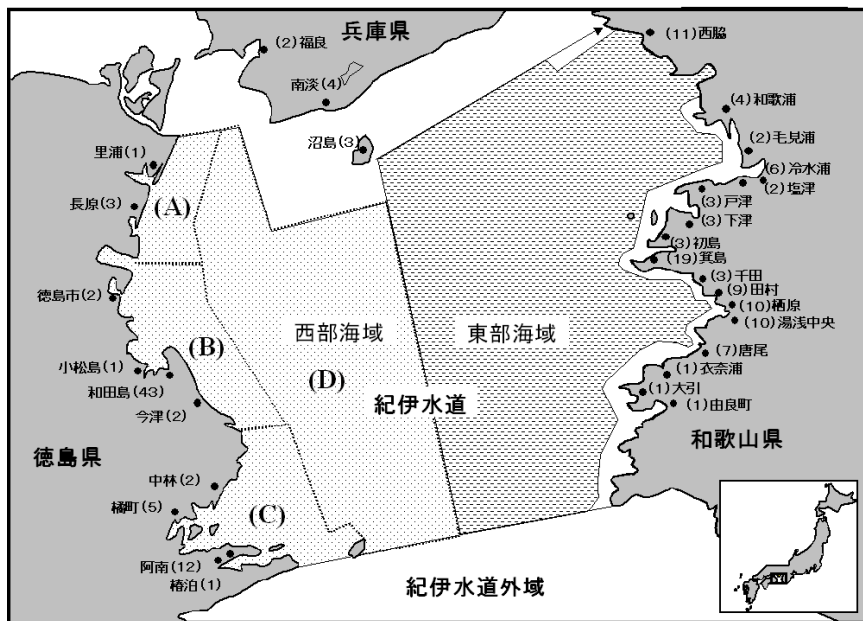 兵庫県
(2)福良
(11)西脇
南淡(4)
(4)和歌浦
沼島(3)
(2)毛見浦
里浦(1)
(6)冷水浦
(2)塩津
(3)戸津
長原(3)
(A)
(3)下津
(3)初島
(19)箕島
(3)千田
徳島市(2)
(9)田村
(10)栖原
(B)
西部海域
東部海域
(10)湯浅中央
(7)唐尾
小松島(1)
(D)
(1)衣奈浦
和田島(43)
(1)大引
紀伊水道
(1)由良町
今津(2)
和歌山県
徳島県
中林(2)
橘町(5)
(C)
阿南(12)
椿泊(1)
紀伊水道外域